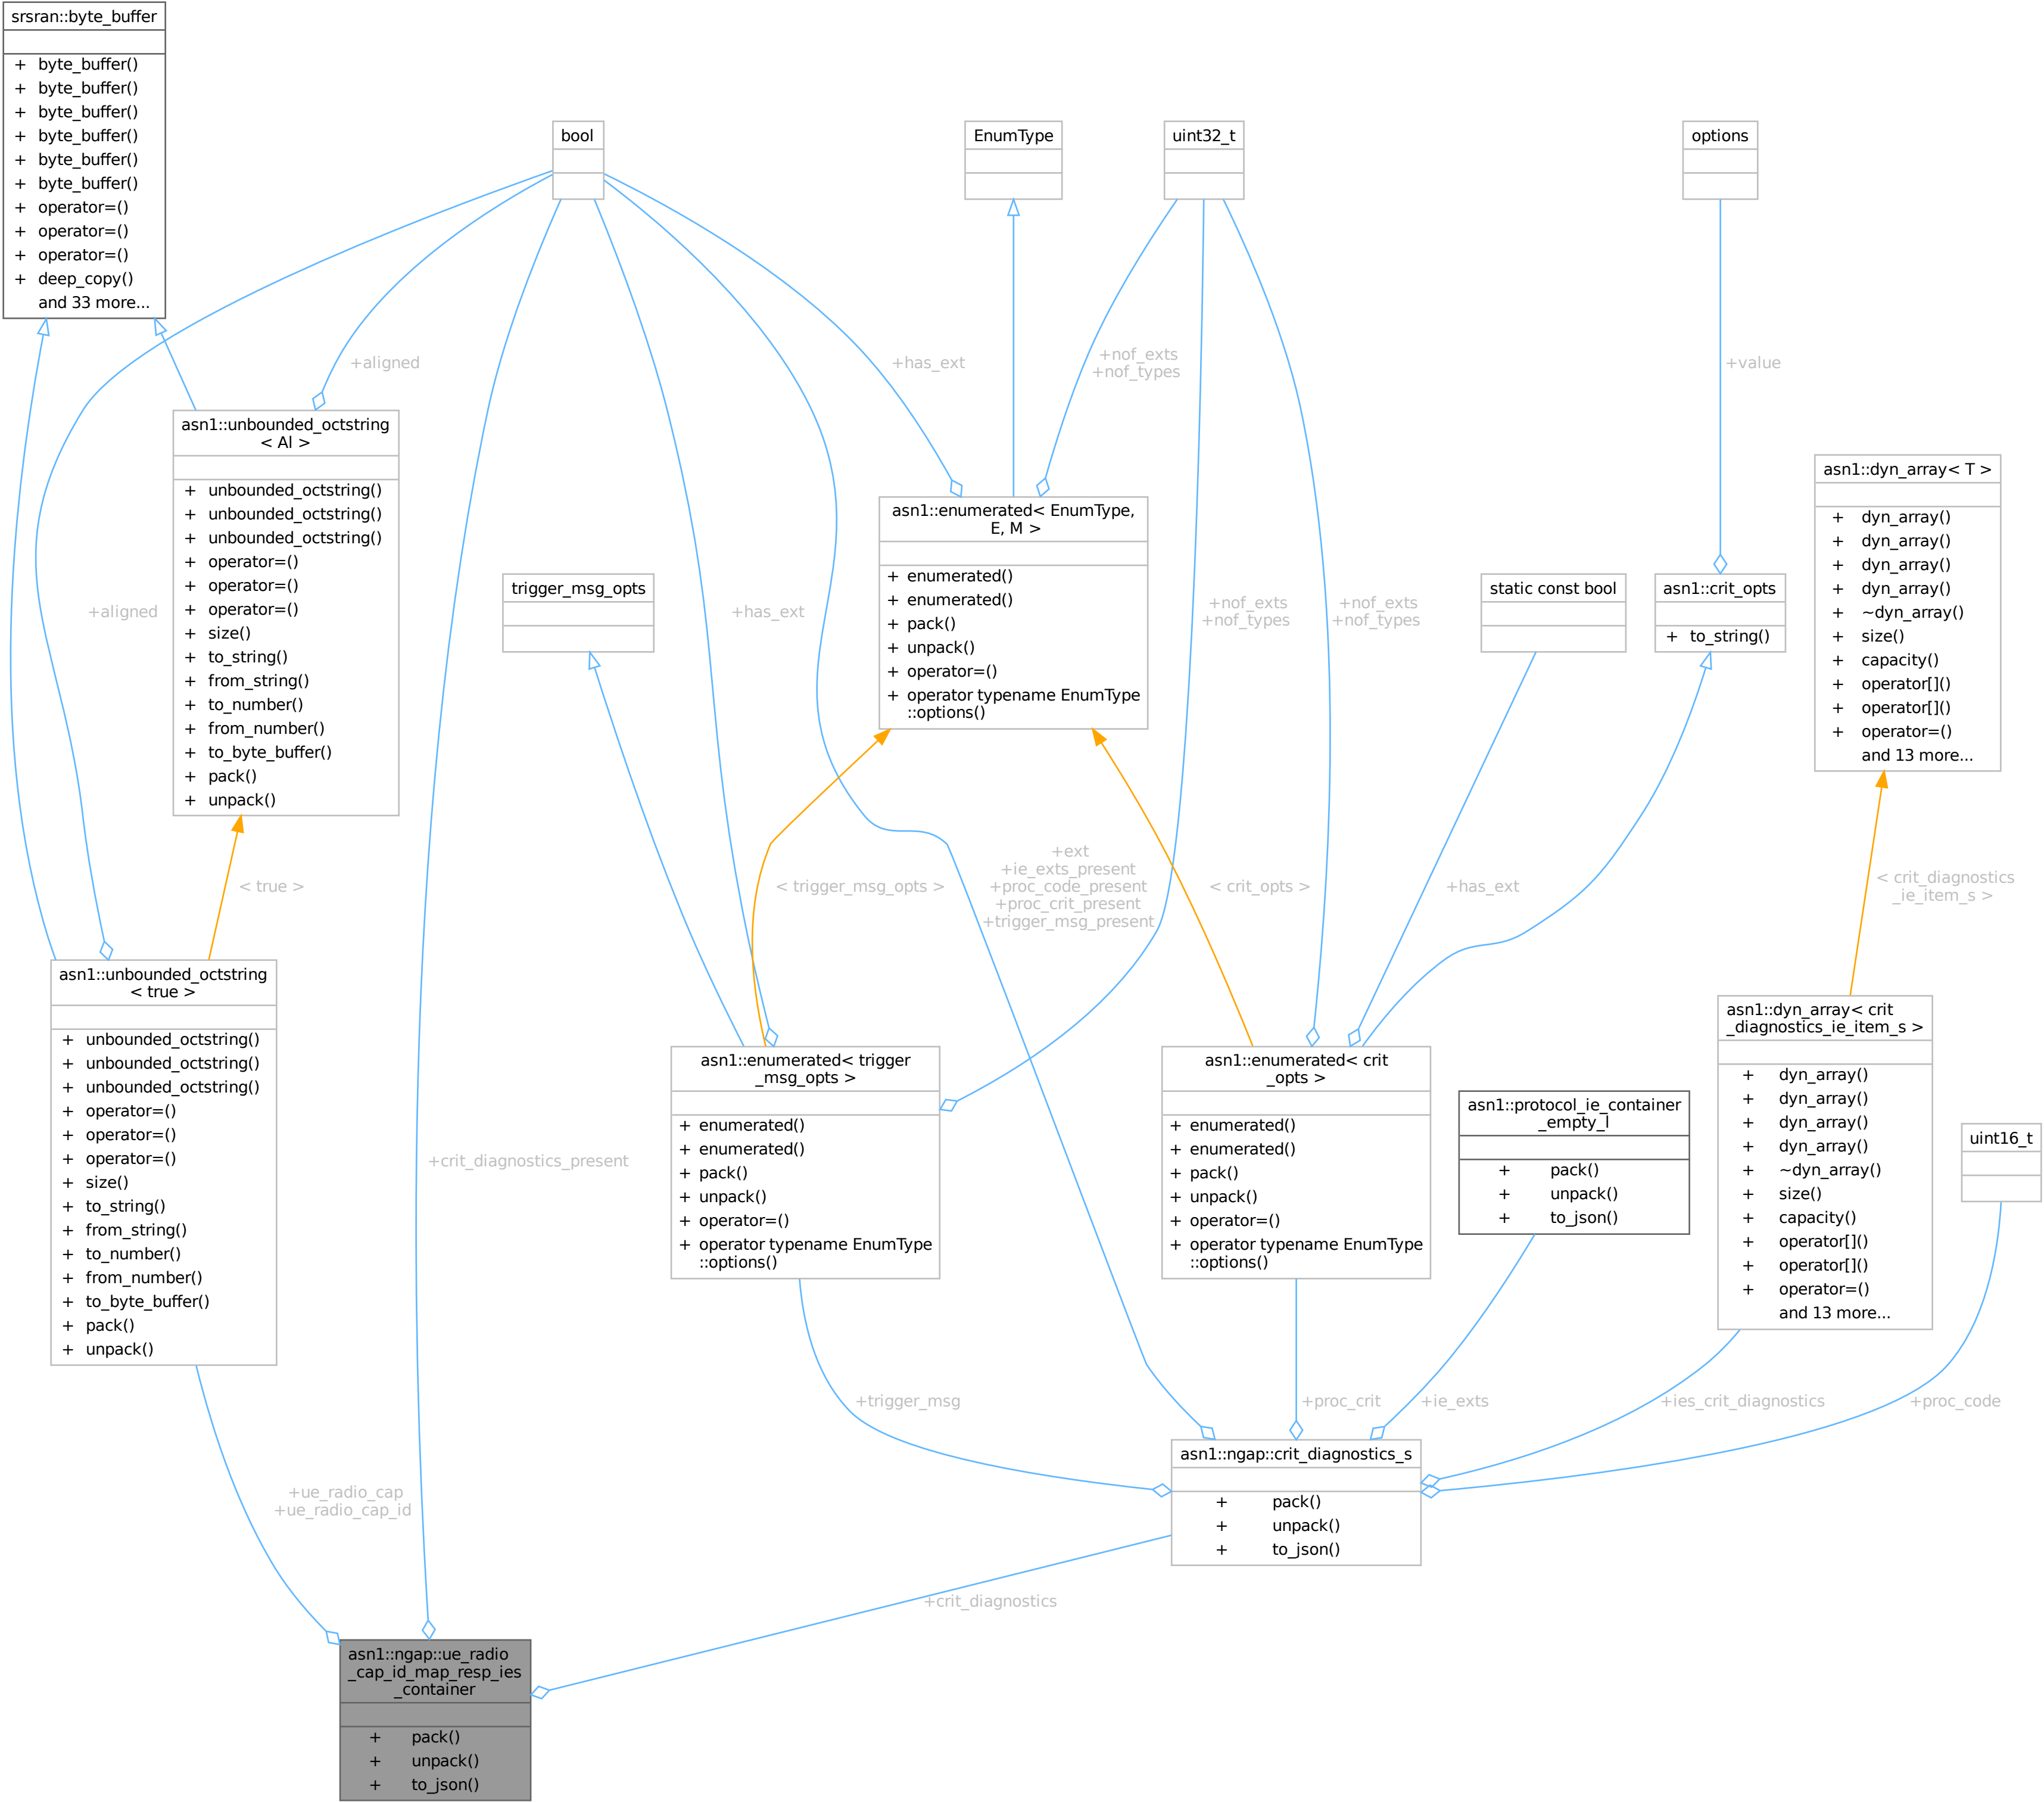 srsran::byte_buffer
+ byte_buffer()
+ byte_buffer()
+ byte_buffer()
+ byte_buffer()
+ byte_buffer()
+ byte_buffer()
+ operator=()
+ operator=()
+ operator=()
+ deep_copy()
and 33 more...
bool
EnumType
uint32_t
options
+aligned
+has_ext
+nof_exts
+nof_types
+value
asn1::unbounded_octstring
< Al >
+ unbounded_octstring()
+ unbounded_octstring()
+ unbounded_octstring()
+ operator=()
+ operator=()
+ operator=()
+ size()
+ to_string()
+ from_string()
+ to_number()
+ from_number()
+ to_byte_buffer()
+ pack()
+ unpack()
asn1::enumerated< EnumType,
E, M >
+ enumerated()
+ enumerated()
+ pack()
+ unpack()
+ operator=()
+ operator typename EnumType
::options()
asn1::dyn_array< T >
+ dyn_array()
+ dyn_array()
+ dyn_array()
+ dyn_array()
+ ~dyn_array()
+ size()
+ capacity()
+ operator[]()
+ operator[]()
+ operator=()
and 13 more...
trigger_msg_opts
static const bool
asn1::crit_opts
+ to_string()
+aligned
+has_ext
+nof_exts
+nof_types
+nof_exts
+nof_types
< true >
< trigger_msg_opts >
+ext
+ie_exts_present
+proc_code_present
+proc_crit_present
+trigger_msg_present
< crit_opts >
+has_ext
< crit_diagnostics
_ie_item_s >
asn1::unbounded_octstring
< true >
+ unbounded_octstring()
+ unbounded_octstring()
+ unbounded_octstring()
+ operator=()
+ operator=()
+ operator=()
+ size()
+ to_string()
+ from_string()
+ to_number()
+ from_number()
+ to_byte_buffer()
+ pack()
+ unpack()
+crit_diagnostics_present
asn1::enumerated< trigger
_msg_opts >
+ enumerated()
+ enumerated()
+ pack()
+ unpack()
+ operator=()
+ operator typename EnumType
::options()
asn1::enumerated< crit
_opts >
+ enumerated()
+ enumerated()
+ pack()
+ unpack()
+ operator=()
+ operator typename EnumType
::options()
asn1::protocol_ie_container
_empty_l
+ pack()
+ unpack()
+ to_json()
asn1::dyn_array< crit
_diagnostics_ie_item_s >
+ dyn_array()
+ dyn_array()
+ dyn_array()
+ dyn_array()
+ ~dyn_array()
+ size()
+ capacity()
+ operator[]()
+ operator[]()
+ operator=()
and 13 more...
uint16_t
+trigger_msg
+proc_crit
+ie_exts
+ies_crit_diagnostics
+proc_code
asn1::ngap::crit_diagnostics_s
+ pack()
+ unpack()
+ to_json()
+ue_radio_cap
+ue_radio_cap_id
+crit_diagnostics
asn1::ngap::ue_radio
_cap_id_map_resp_ies
_container
+ pack()
+ unpack()
+ to_json()